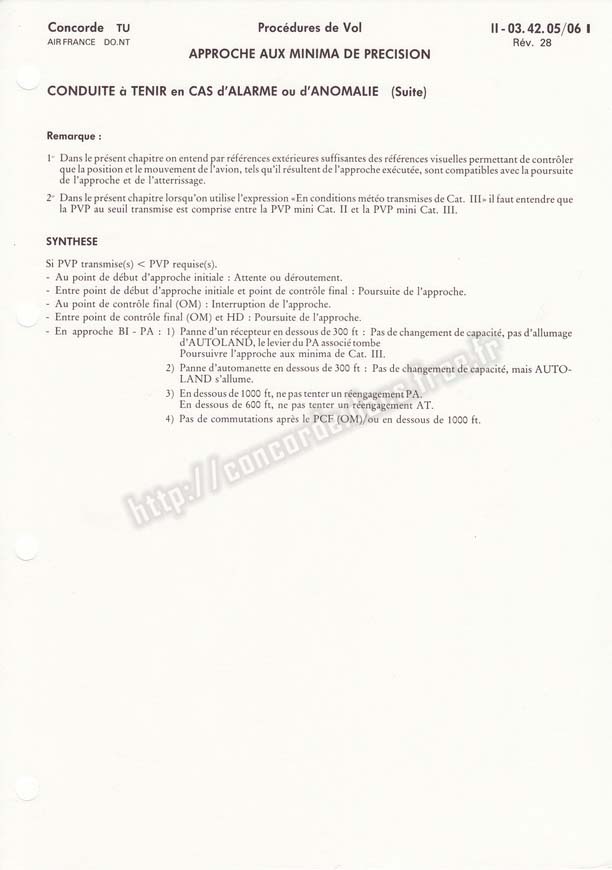 Concorde TU Procédures de Vol II-03.42.05/06 I
AIR FRANCE DO.NT Rév. 28
APPROCHE AUX MINIMA DE PRECISION
CONDUITE à TENIR en CAS d'ALARME ou d'ANOMALIE (Suite)
Remarque :
1° Dans le présent chapitre on entend par références extérieures suffisantes des références visuelles permettant de contrôler
que la position et le mouvement de l'avion, tels qu'il résultent de l'approche exécutée, sont compatibles avec la poursuite
de l'approche et de l'atterrissage.
2° Dans le présent chapitre lorsqu'on utilise l'expression «En conditions météo transmises de Cat. III» il faut entendre que
la PVP au seuil transmise est comprise entre la PVP mini Cat. II et la PVP mini Cat. III.
SYNTHESE
Si PVP transmise(s) < PVP requise(s).
- Au point de début d'approche initiale : Attente ou déroutement.
- Entre point de début d'approche initiale et point de contrôle final : Poursuite de l'approche.
- Au point de contrôle final (OM) : Interruption de l'approche.
- Entre point de contrôle final (OM) et HD : Poursuite de l'approche.
- En approche BI - PA : 1) Panne d'un récepteur en dessous de 300 ft : Pas de changement de capacité, pas d'allumage
d'AUTOLAND, le levier du PA associé tombe
Poursuivre l'approche aux minima de Cat. III.
2) Panne d'automanette en dessous de 300 ft : Pas de changement de capacité, mais AUTO-
LAND s'allume.
3) En dessous de 1000 ft, ne pas tenter un réengagement PA.
En dessous de 600 ft, ne pas tenter un réengagement AT.
4) Pas de commutations après le PCF (OM)/ou en dessous de 1000 ft.